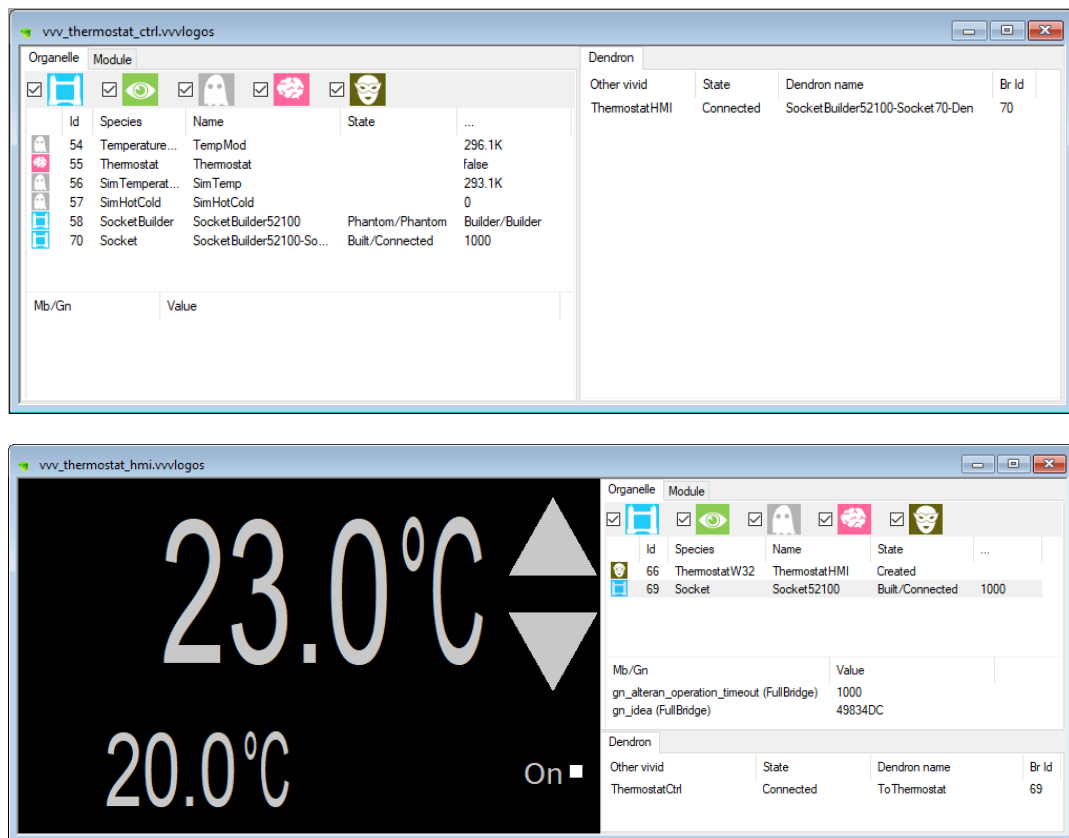 vvv_thermostat_ctrl.vvvlogos
Organelle Module
Id Species Name State ...
54 Temperature... TempMod 296.1K
55 Thermostat Thermostat false
56 SimTemperat... SimTemp 293.1K
57 SimHotCold SimHotCold 0
58 SocketBuilder SocketBuilder52100 Phantom/Phantom Builder/Builder
70 Socket SocketBuilder52100-So... Built/Connected 1000
Mb/Gn Value
Dendron
Other vivid State Dendron name Br Id
ThermostatHMI Connected SocketBuilder52100-Socket70-Den 70
vvv_thermostat_hmi.vvvlogos
23.0°C
20.0°C
On
Organelle Module
Id Species Name State ...
66 ThermostatW32 ThermostatHMI Created
69 Socket Socket52100 Built/Connected 1000
Mb/Gn Value
gn_alteran_operation_timeout (FullBridge) 1000
gn_idea (FullBridge) 49834DC
Dendron
Other vivid State Dendron name Br Id
ThermostatCtrl Connected ToThermostat 69